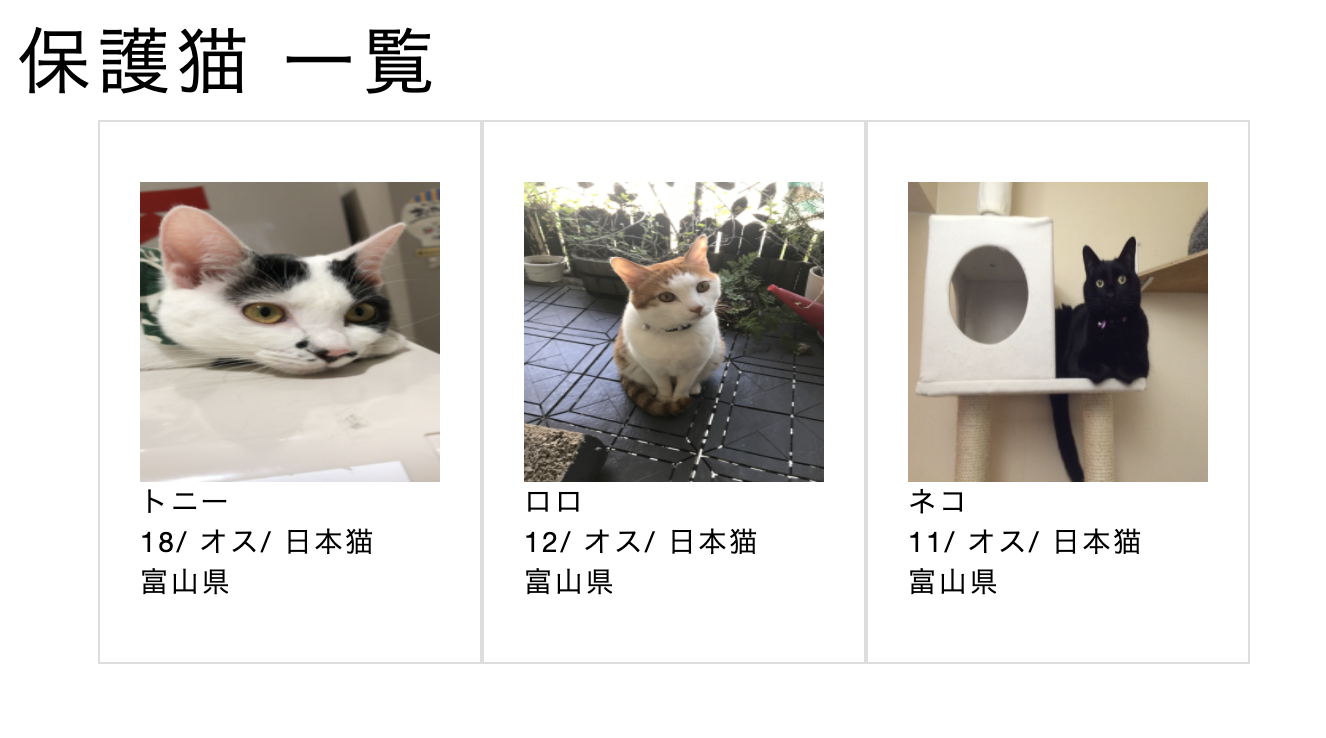 保護猫 一覧
トニー
18/ オス/ 日本猫
富山県
ロロ
12/ オス/ 日本猫
富山県
ネコ
11/ オス/ 日本猫
富山県